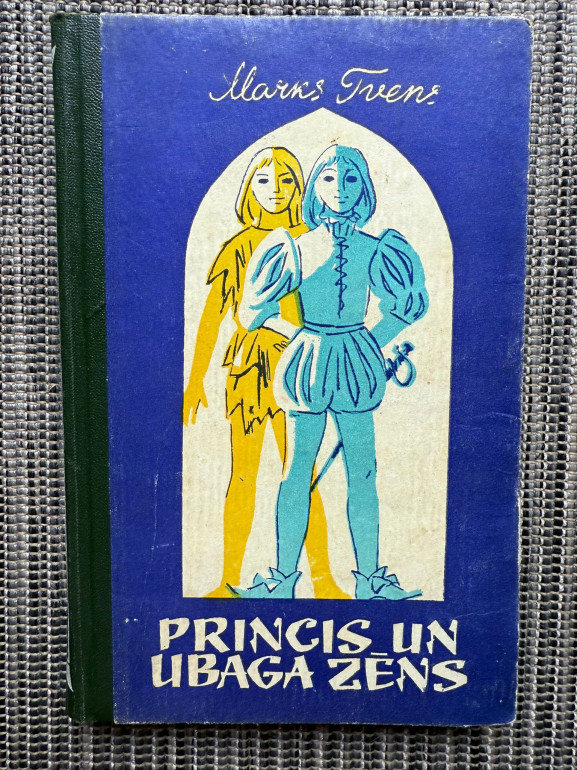 Marks Tvens
PRINCIS UN
UBAGA ZĒNS